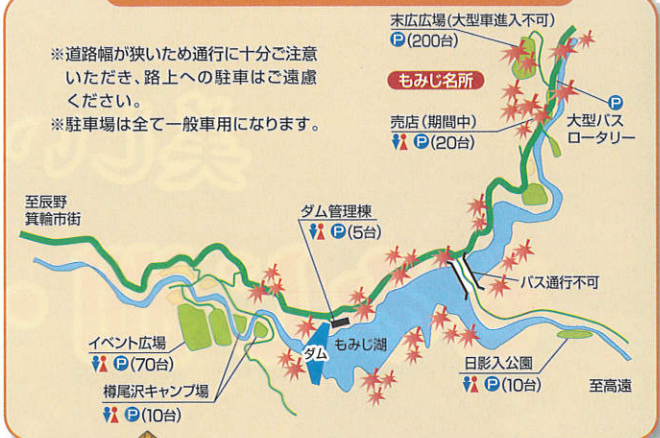 ※道路幅が狭いため通行に十分ご注意
いただき、路上への駐車はご遠慮
ください。
※駐車場は全て一般車用になります。
末広広場(大型車進入不可)
P(200台)
もみじ名所
売店(期間中)
P(20台)
P
大型バス
ロータリー
至辰野
箕輪市街
ダム管理棟
P(5台)
バス通行不可
イベント広場
P(70台)
樽尾沢キャンプ場
P(10台)
ダム
もみじ湖
日影入公園
P(10台)
至高遠